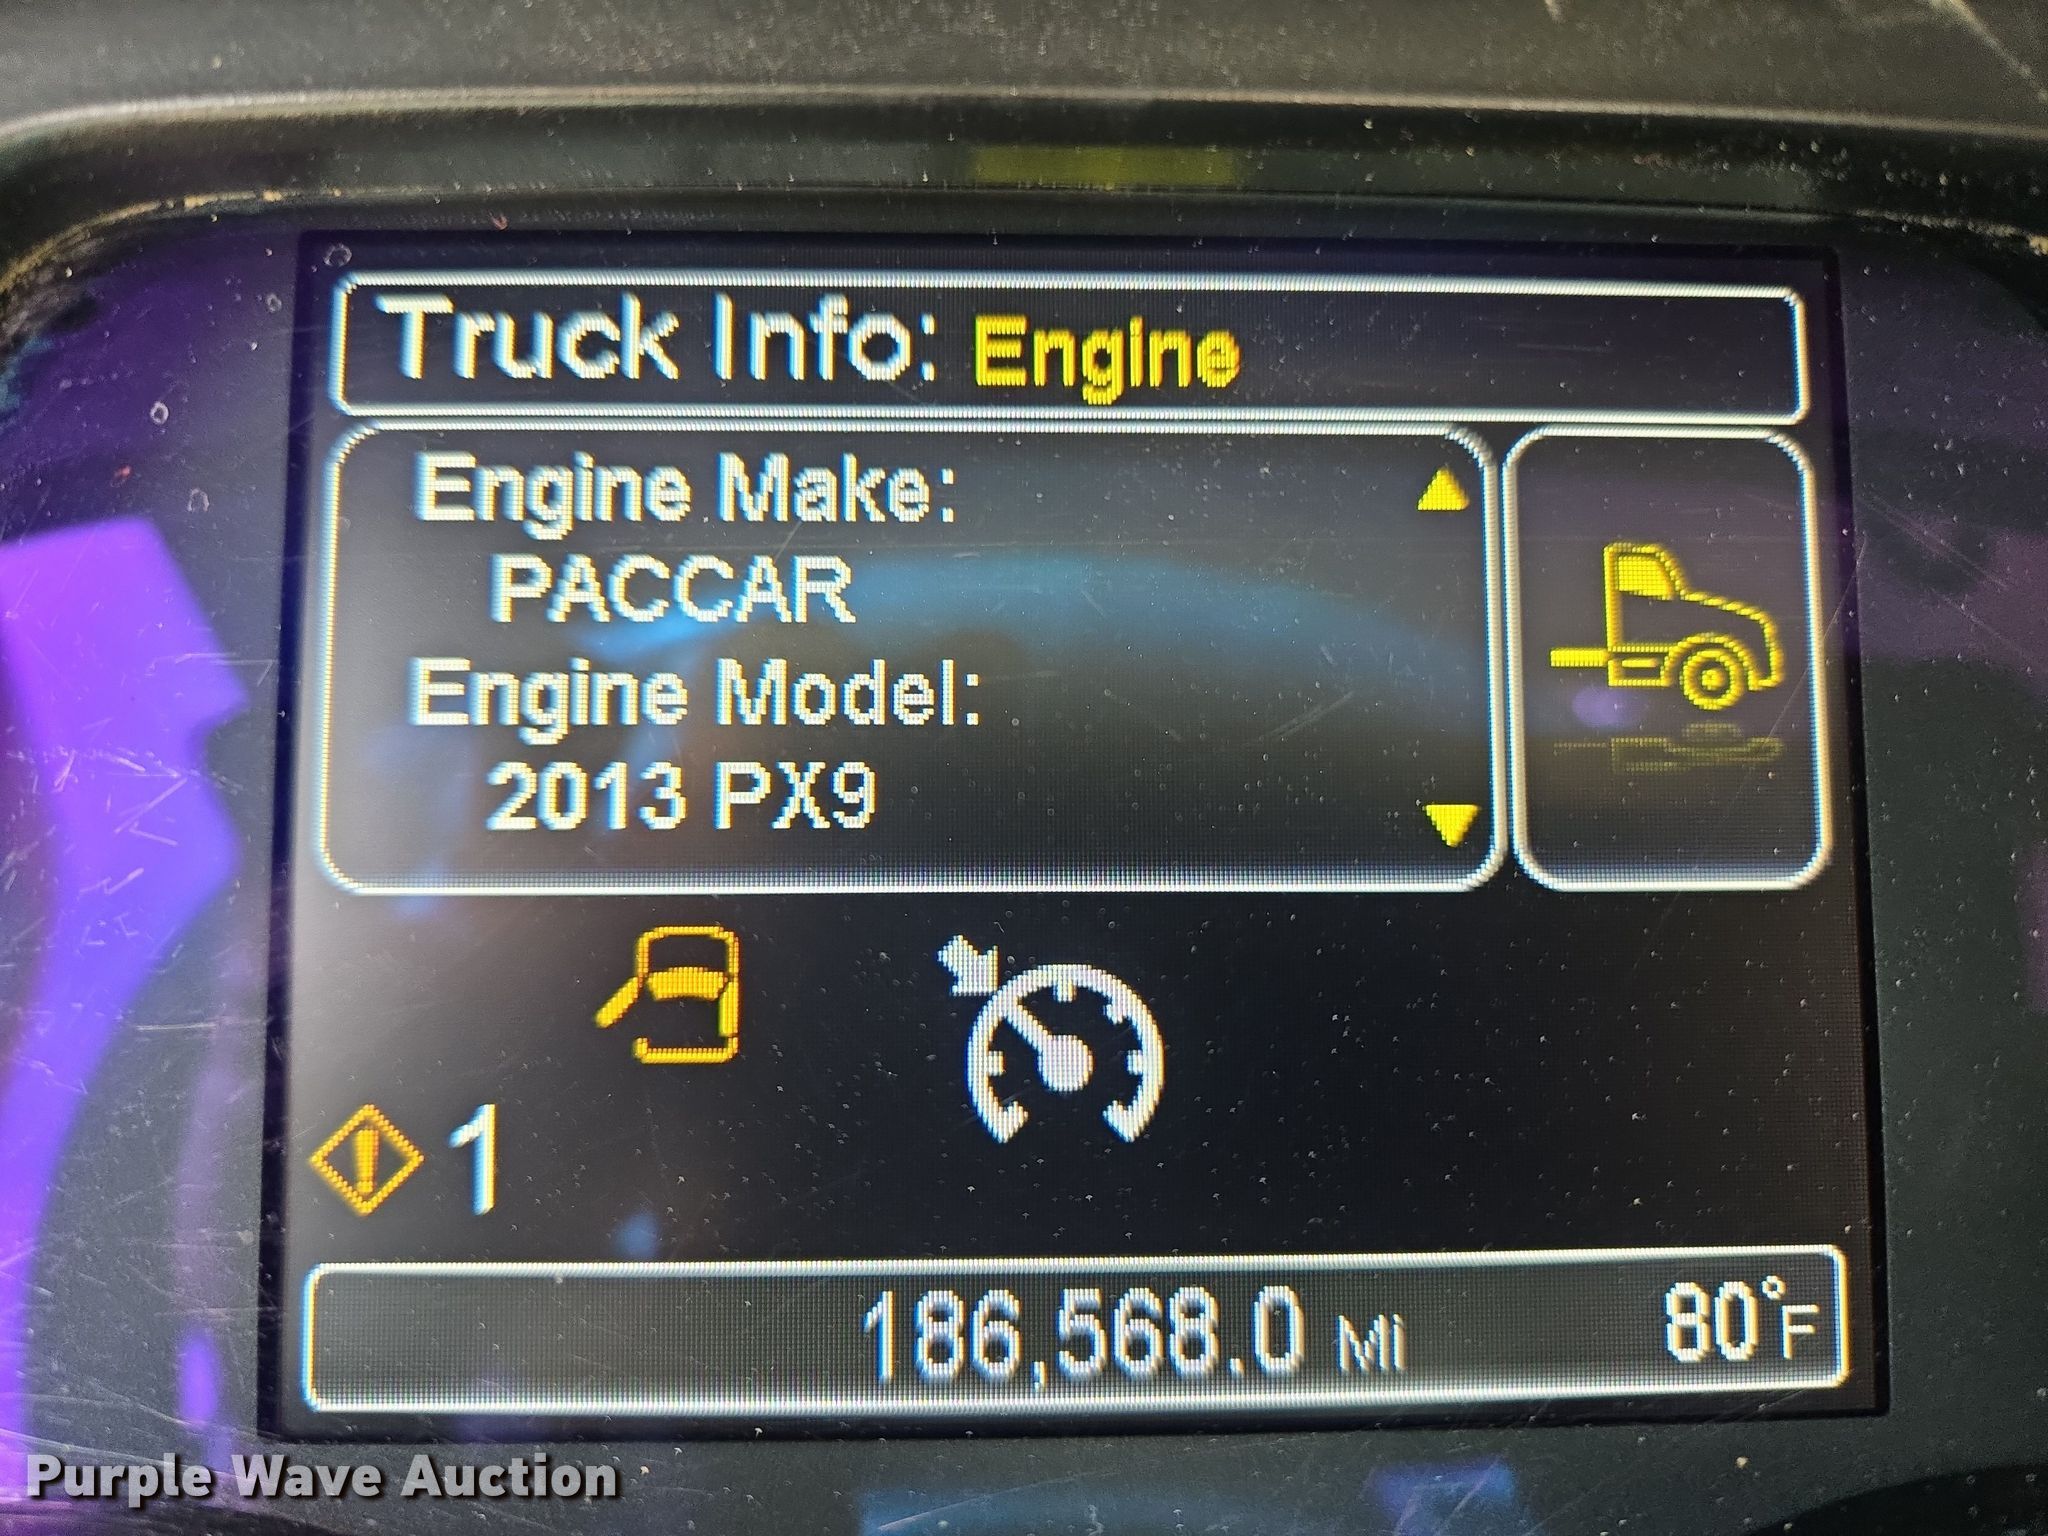 Truck Info: Engine
Engine Make:
PACCAR
Engine Model:
2013 PX9
1
186,568.0 Mi 80°F
Purple Wave Auction